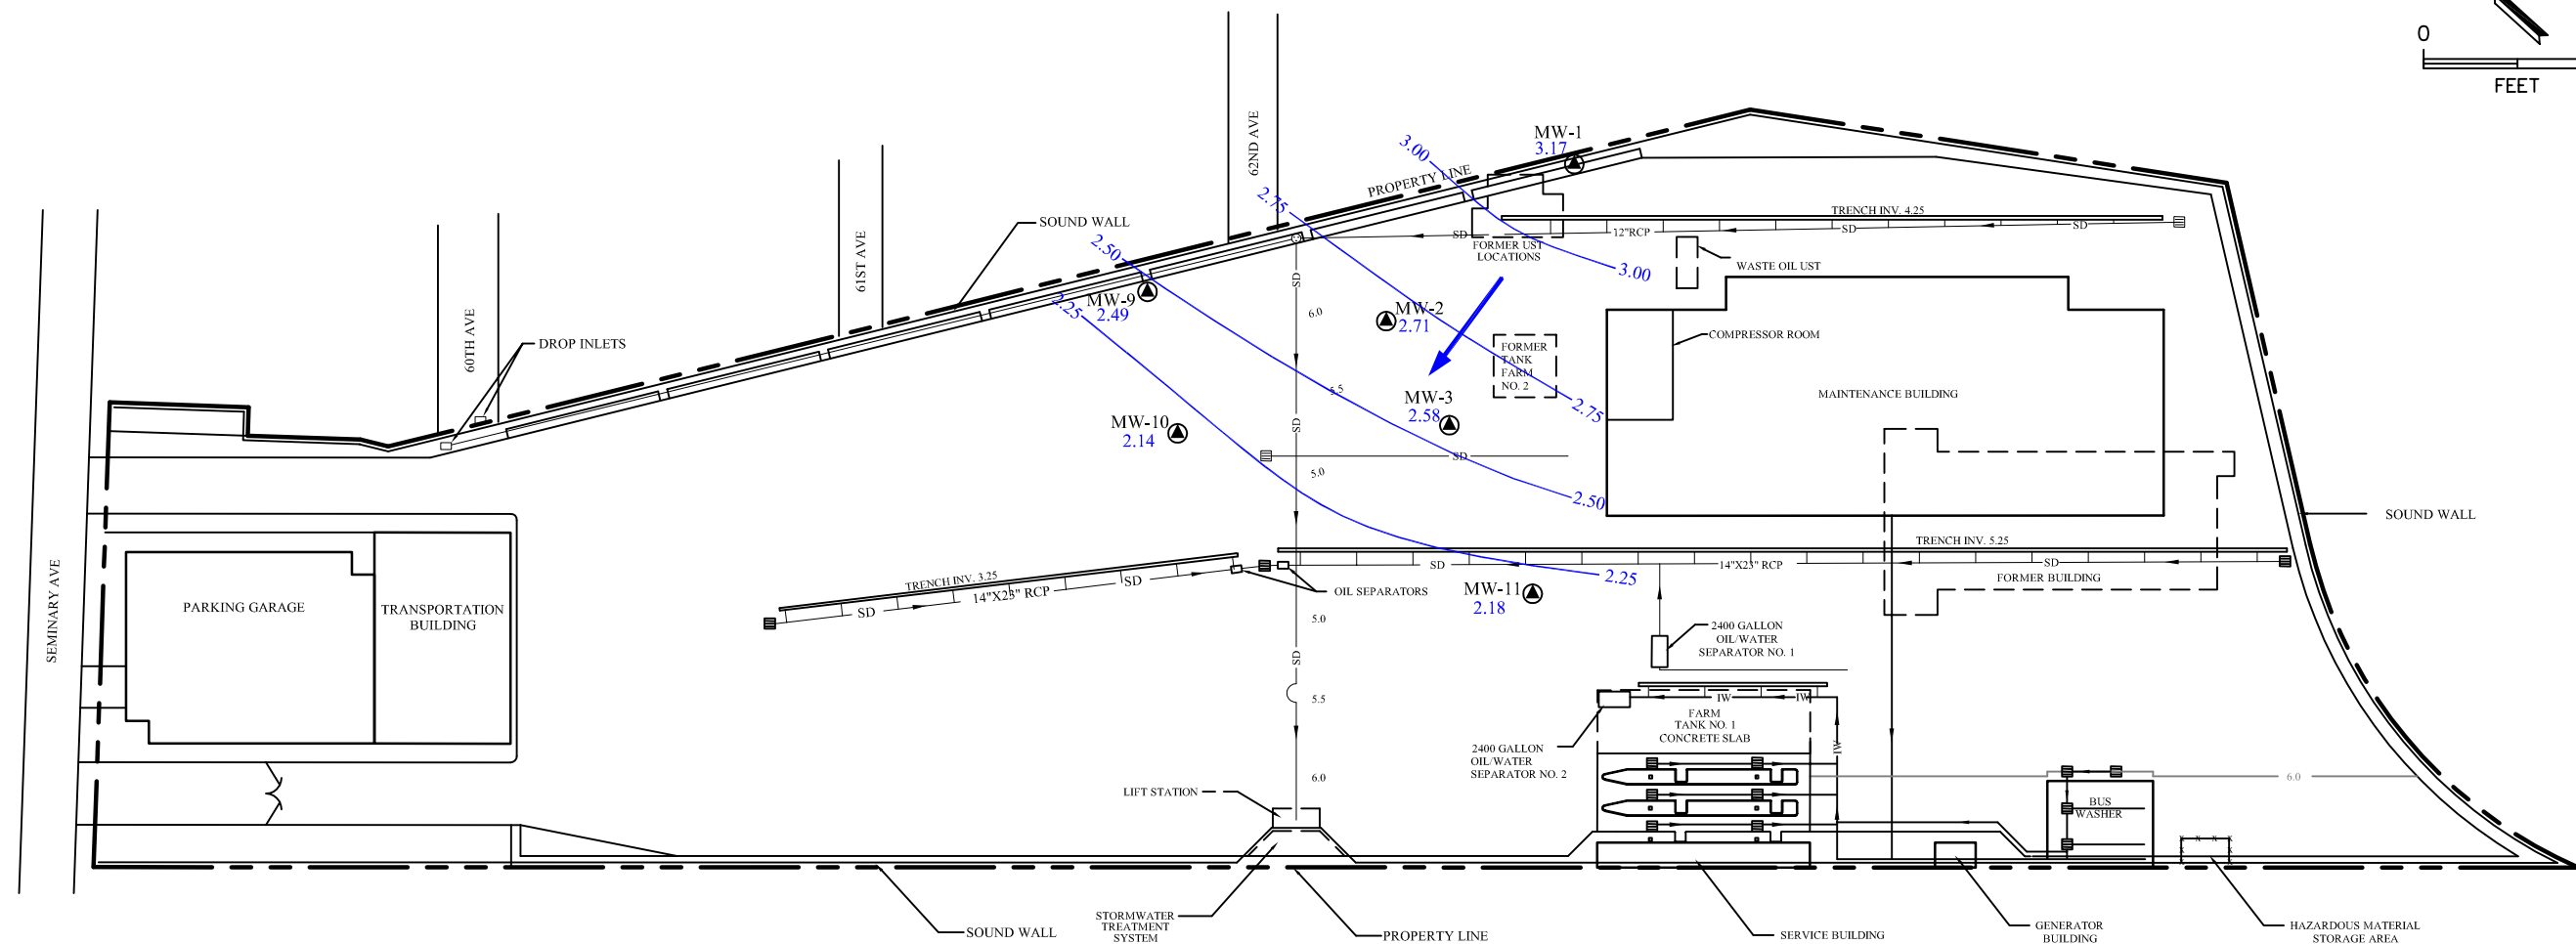 0
FEET
MW-1
3.17
3.00
PROPERTY LINE
62ND AVE
2.75
TRENCH INV. 4.25
SD
12"RCP
SD
SD
SOUND WALL
FORMER UST
LOCATIONS
61ST AVE
2.50
WASTE OIL UST
3.00
SD
MW-9
2.49
2.25
MW-2
2.71
6.0
60TH AVE
DROP INLETS
COMPRESSOR ROOM
FORMER
TANK
FARM
NO. 2
5.5
MAINTENANCE BUILDING
MW-3
2.58
2.75
MW-10
2.14
SD
SD
5.0
2.50
SOUND WALL
TRENCH INV. 5.25
SD
14"X23" RCP
SD
FORMER BUILDING
2.25
TRENCH INV. 3.25
SD
14"X23" RCP
SD
OIL SEPARATORS
MW-11
2.18
SEMINARY AVE
PARKING GARAGE
TRANSPORTATION
BUILDING
5.0
2400 GALLON
OIL/WATER
SEPARATOR NO. 1
SD
5.5
IW
IW
FARM
TANK NO. 1
CONCRETE SLAB
2400 GALLON
OIL/WATER
SEPARATOR NO. 2
IW
6.0
6.0
LIFT STATION
BUS
WASHER
X X X
X X
X X
STORMWATER
TREATMENT
SYSTEM
SOUND WALL
PROPERTY LINE
SERVICE BUILDING
GENERATOR
BUILDING
HAZARDOUS MATERIAL
STORAGE AREA